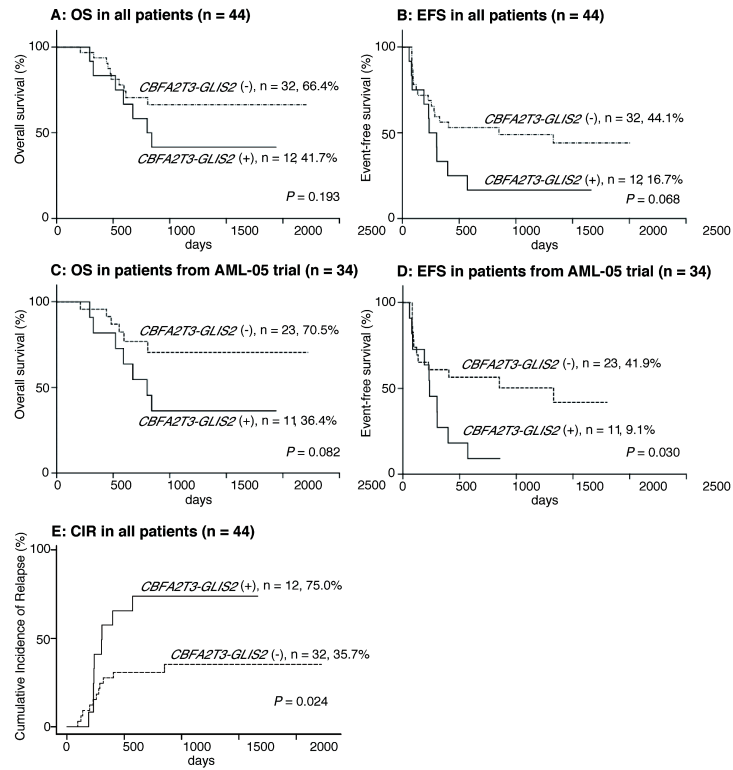 A: OS in all patients (n = 44)
Overall survival (%)
100
50
0
CBFA2T3-GLIS2 (-), n = 32, 66.4%
CBFA2T3-GLIS2 (+), n = 12, 41.7%
P = 0.193
0 500 1000 1500 2000 2500
days
B: EFS in all patients (n = 44)
Event-free survival (%)
100
50
0
CBFA2T3-GLIS2 (-), n = 32, 44.1%
CBFA2T3-GLIS2 (+), n = 12, 16.7%
P = 0.068
0 500 1000 1500 2000 2500
days
C: OS in patients from AML-05 trial (n = 34)
Overall survival (%)
100
50
0
CBFA2T3-GLIS2 (-), n = 23, 70.5%
CBFA2T3-GLIS2 (+), n = 11, 36.4%
P = 0.082
0 500 1000 1500 2000 2500
days
D: EFS in patients from AML-05 trial (n = 34)
Event-free survival (%)
100
50
0
CBFA2T3-GLIS2 (-), n = 23, 41.9%
CBFA2T3-GLIS2 (+), n = 11, 9.1%
P = 0.030
0 500 1000 1500 2000 2500
days
E: CIR in all patients (n = 44)
Cumulative Incidence of Relapse (%)
100
50
0
CBFA2T3-GLIS2 (+), n = 12, 75.0%
CBFA2T3-GLIS2 (-), n = 32, 35.7%
P = 0.024
0 500 1000 1500 2000
days